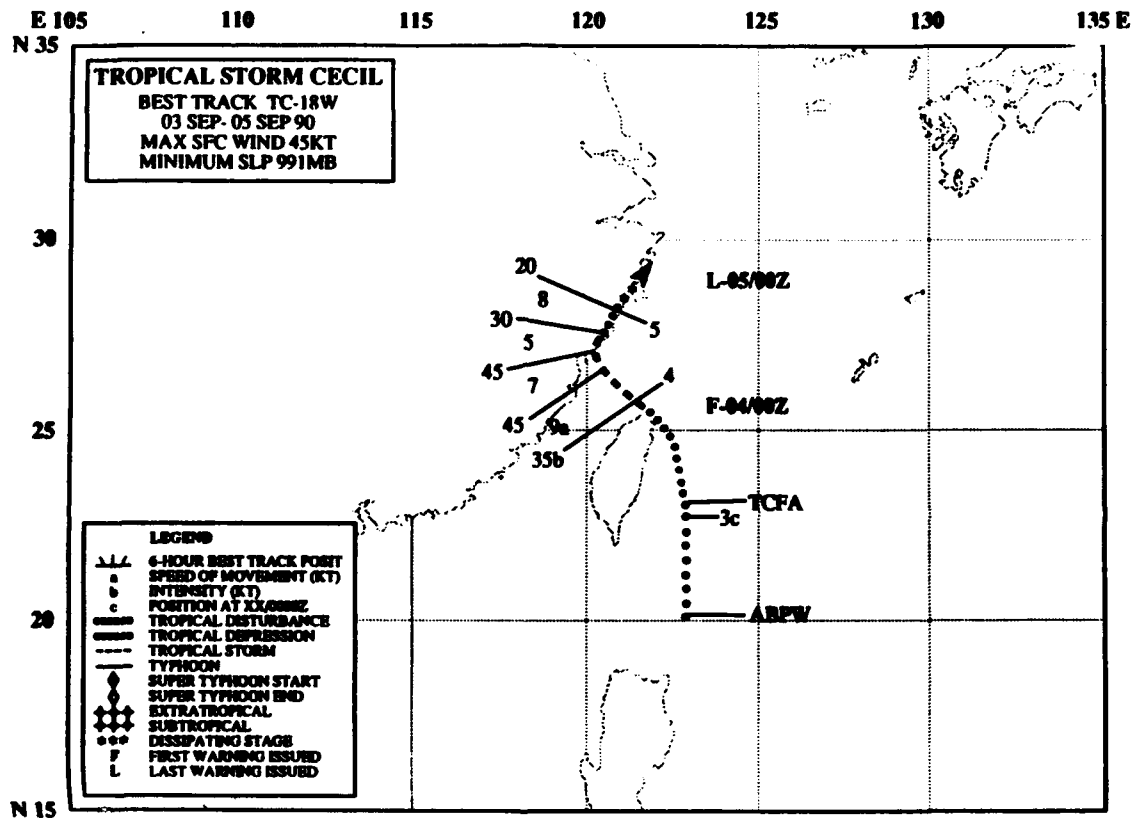 E 105 110 115 120 125 130 135 E
N 35
TROPICAL STORM CECIL
BEST TRACK TC-18W
03 SEP- 05 SEP 90
MAX SFC WIND 45KT
MINIMUM SLP 991MB
30
20
L-05/00Z
8
30
5
5
45
7
4
F-04/00Z
45
9a
25
35b
TCFA
3c
20
ABPW
LEGEND
6-HOUR BEST TRACK POSIT
a SPEED OF MOVEMENT (KT)
b INTENSITY (KT)
c POSITION AT XX/0000Z
TROPICAL DISTURBANCE
TROPICAL DEPRESSION
TROPICAL STORM
TYPHOON
SUPER TYPHOON START
SUPER TYPHOON END
EXTRATROPICAL
SUBTROPICAL
DISSIPATING STAGE
F FIRST WARNING ISSUED
L LAST WARNING ISSUED
N 15